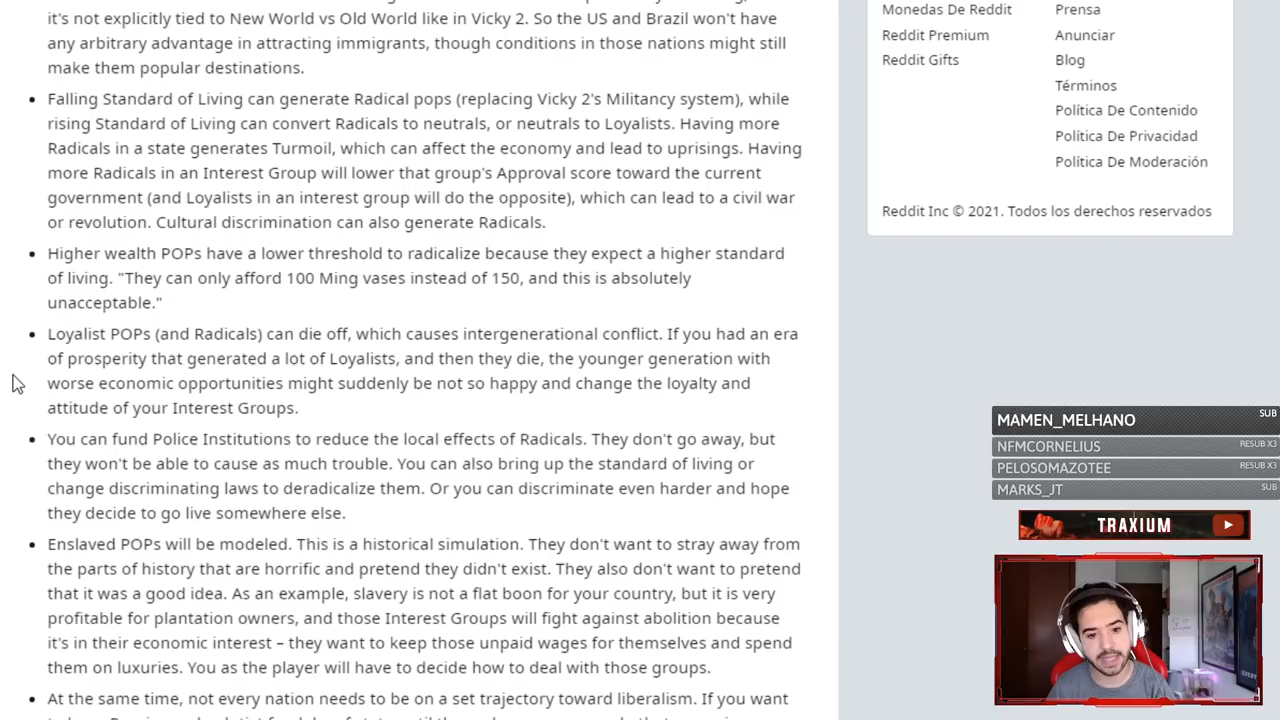 it's not explicitly tied to New World vs Old World like in Vicky 2. So the US and Brazil won't have
any arbitrary advantage in attracting immigrants, though conditions in those nations might still
make them popular destinations.
Falling Standard of Living can generate Radical pops (replacing Vicky 2's Militancy system), while
rising Standard of Living can convert Radicals to neutrals, or neutrals to Loyalists. Having more
Radicals in a state generates Turmoil, which can affect the economy and lead to uprisings. Having
more Radicals in an Interest Group will lower that group's Approval score toward the current
government (and Loyalists in an interest group will do the opposite), which can lead to a civil war
or revolution. Cultural discrimination can also generate Radicals.
Higher wealth POPs have a lower threshold to radicalize because they expect a higher standard
of living. "They can only afford 100 Ming vases instead of 150, and this is absolutely
unacceptable."
Loyalist POPs (and Radicals) can die off, which causes intergenerational conflict. If you had an era
of prosperity that generated a lot of Loyalists, and then they die, the younger generation with
worse economic opportunities might suddenly be not so happy and change the loyalty and
attitude of your Interest Groups.
You can fund Police Institutions to reduce the local effects of Radicals. They don't go away, but
they won't be able to cause as much trouble. You can also bring up the standard of living or
change discriminating laws to deradicalize them. Or you can discriminate even harder and hope
they decide to go live somewhere else.
Enslaved POPs will be modeled. This is a historical simulation. They don't want to stray away from
the parts of history that are horrific and pretend they didn't exist. They also don't want to pretend
that it was a good idea. As an example, slavery is not a flat boon for your country, but it is very
profitable for plantation owners, and those Interest Groups will fight against abolition because
it's in their economic interest – they want to keep those unpaid wages for themselves and spend
them on luxuries. You as the player will have to decide how to deal with those groups.
At the same time, not every nation needs to be on a set trajectory toward liberalism. If you want
Monedas De Reddit
Reddit Premium
Reddit Gifts
Prensa
Anunciar
Blog
Términos
Política De Contenido
Política De Privacidad
Política De Moderación
Reddit Inc © 2021. Todos los derechos reservados
MAMEN_MELHANO SUB
NFMCORNELIUS RESUB X3
PELOSOMAZOTEE RESUB X3
MARKS_JT SUB
TRAXIUM